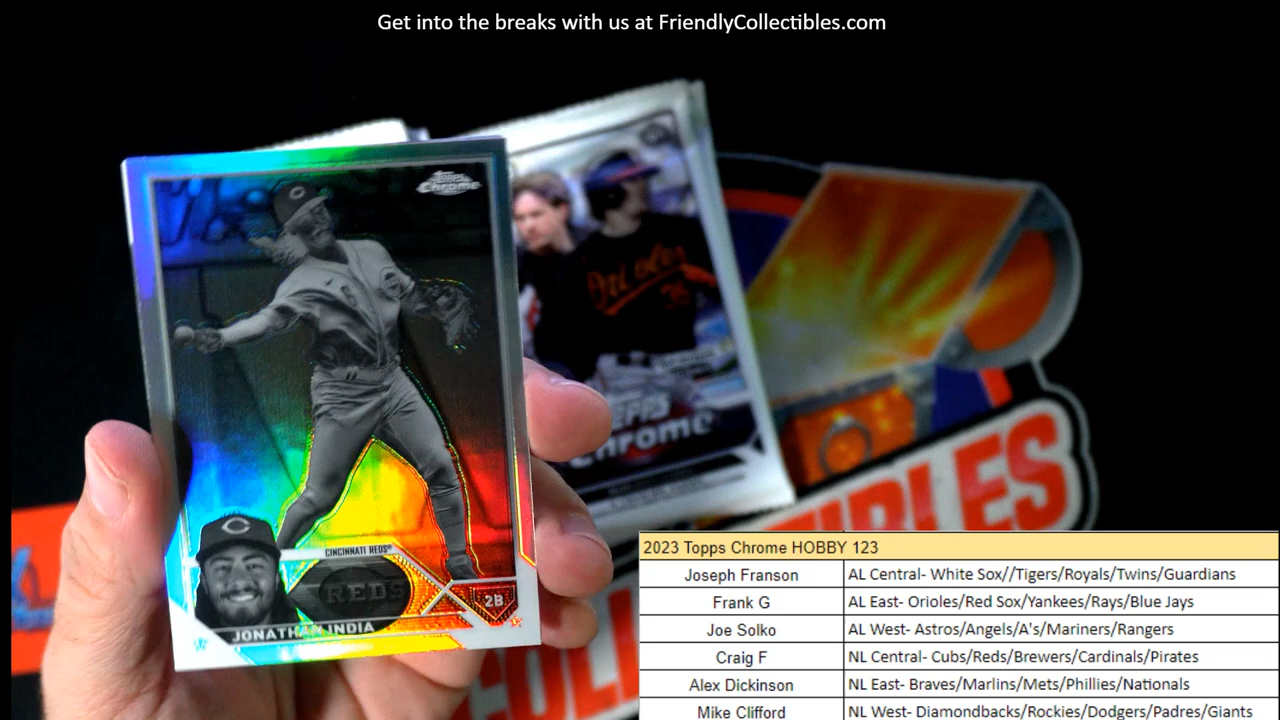 Get into the breaks with us at FriendlyCollectibles.com
Topps
Chrome
Orioles
Topps
Chrome
CINCINNATI REDS
REDS
2B
JONATHAN INDIA
2023 Topps Chrome HOBBY 123
Joseph Franson AL Central- White Sox//Tigers/Royals/Twins/Guardians
Frank G AL East- Orioles/Red Sox/Yankees/Rays/Blue Jays
Joe Solko AL West- Astros/Angels/A's/Mariners/Rangers
Craig F NL Central- Cubs/Reds/Brewers/Cardinals/Pirates
Alex Dickinson NL East- Braves/Marlins/Mets/Phillies/Nationals
Mike Clifford NL West- Diamondbacks/Rockies/Dodgers/Padres/Giants